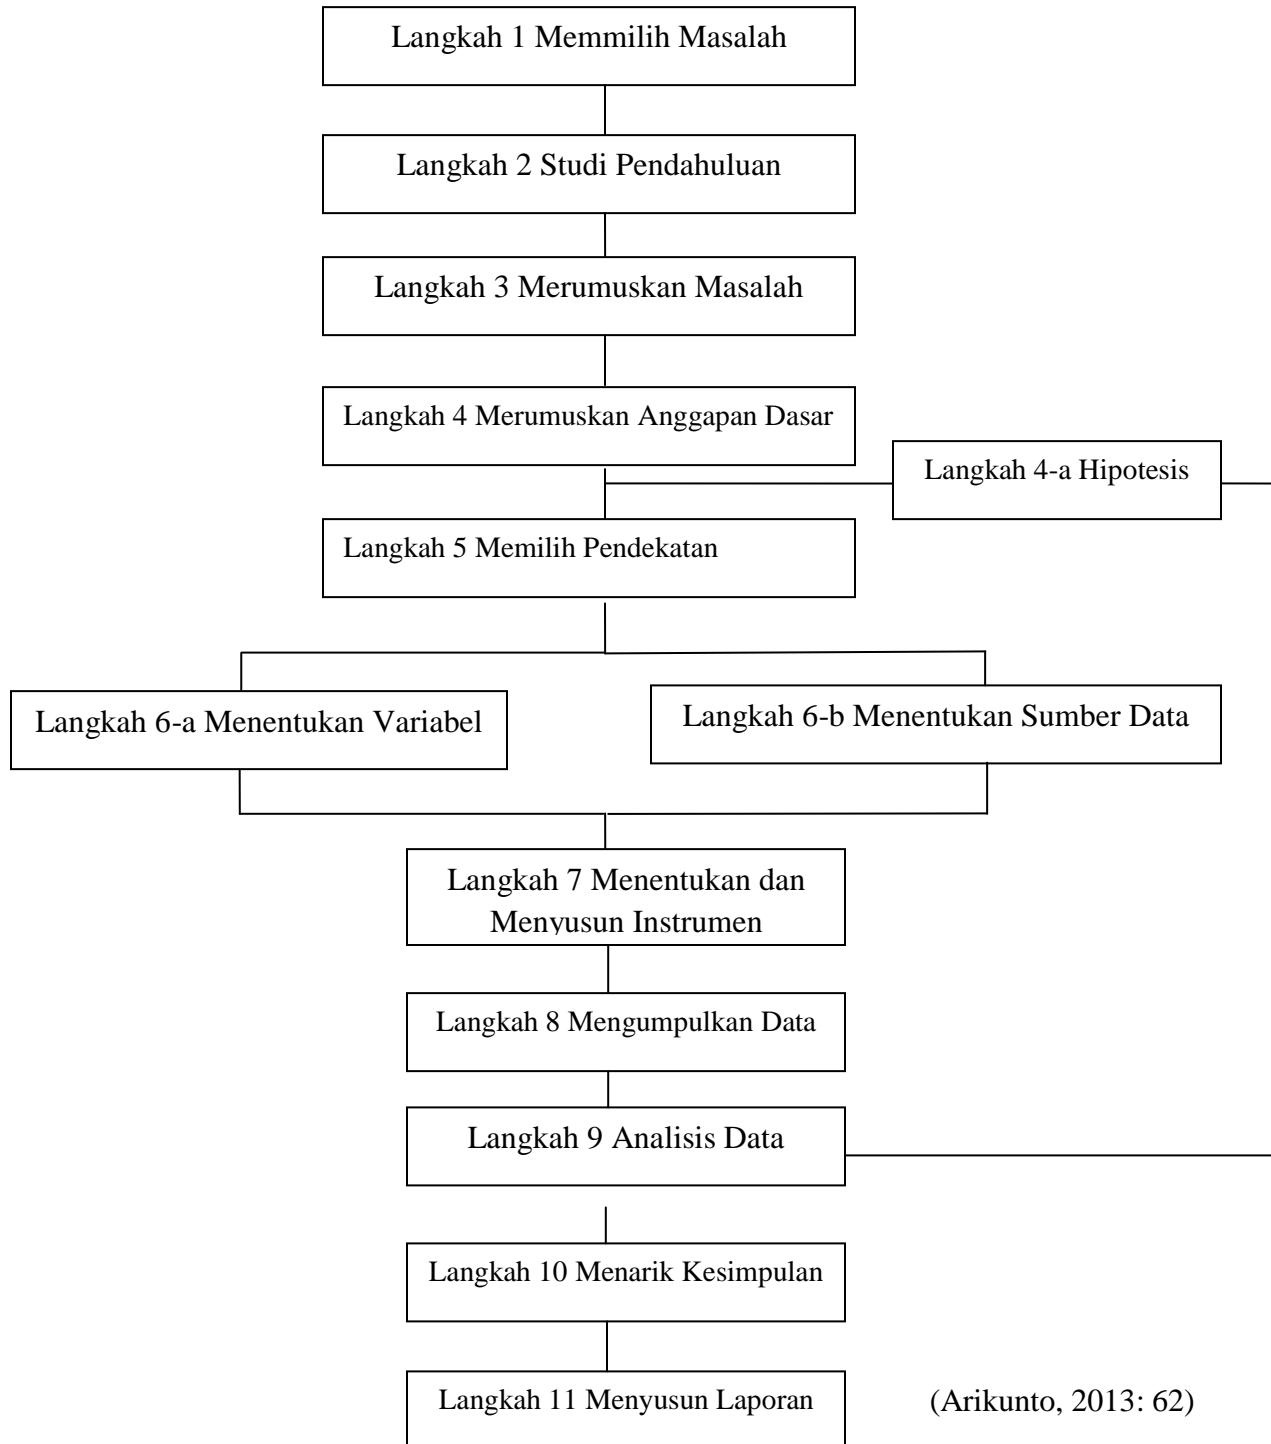 Langkah 1 Memmilih Masalah
Langkah 2 Studi Pendahuluan
Langkah 3 Merumuskan Masalah
Langkah 4 Merumuskan Anggapan Dasar
Langkah 4-a Hipotesis
Langkah 5 Memilih Pendekatan
Langkah 6-a Menentukan Variabel
Langkah 6-b Menentukan Sumber Data
Langkah 7 Menentukan dan
Menyusun Instrumen
Langkah 8 Mengumpulkan Data
Langkah 9 Analisis Data
Langkah 10 Menarik Kesimpulan
Langkah 11 Menyusun Laporan
(Arikunto, 2013: 62)